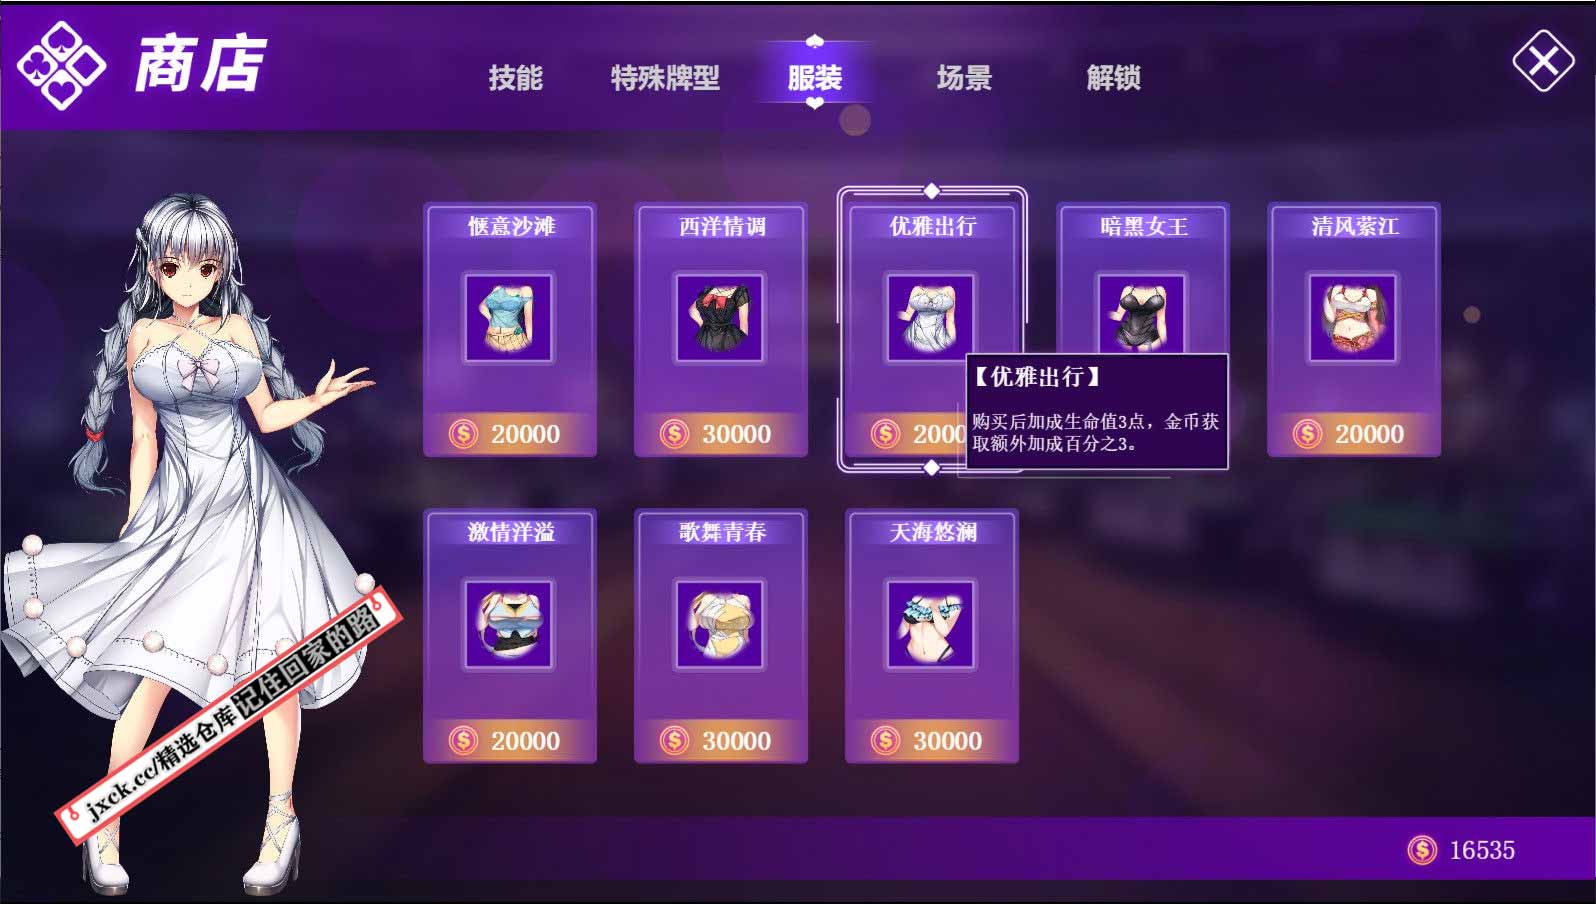 商店
技能
特殊牌型
服装
场景
解锁
惬意沙滩
西洋情调
优雅出行
暗黑女王
清风萦江
20000
30000
2000
20000
【优雅出行】
购买后加成生命值3点，金币获
取额外加成百分之3。
激情洋溢
歌舞青春
天海悠澜
20000
30000
30000
jxck.cc/精选仓库记住回家的路
16535